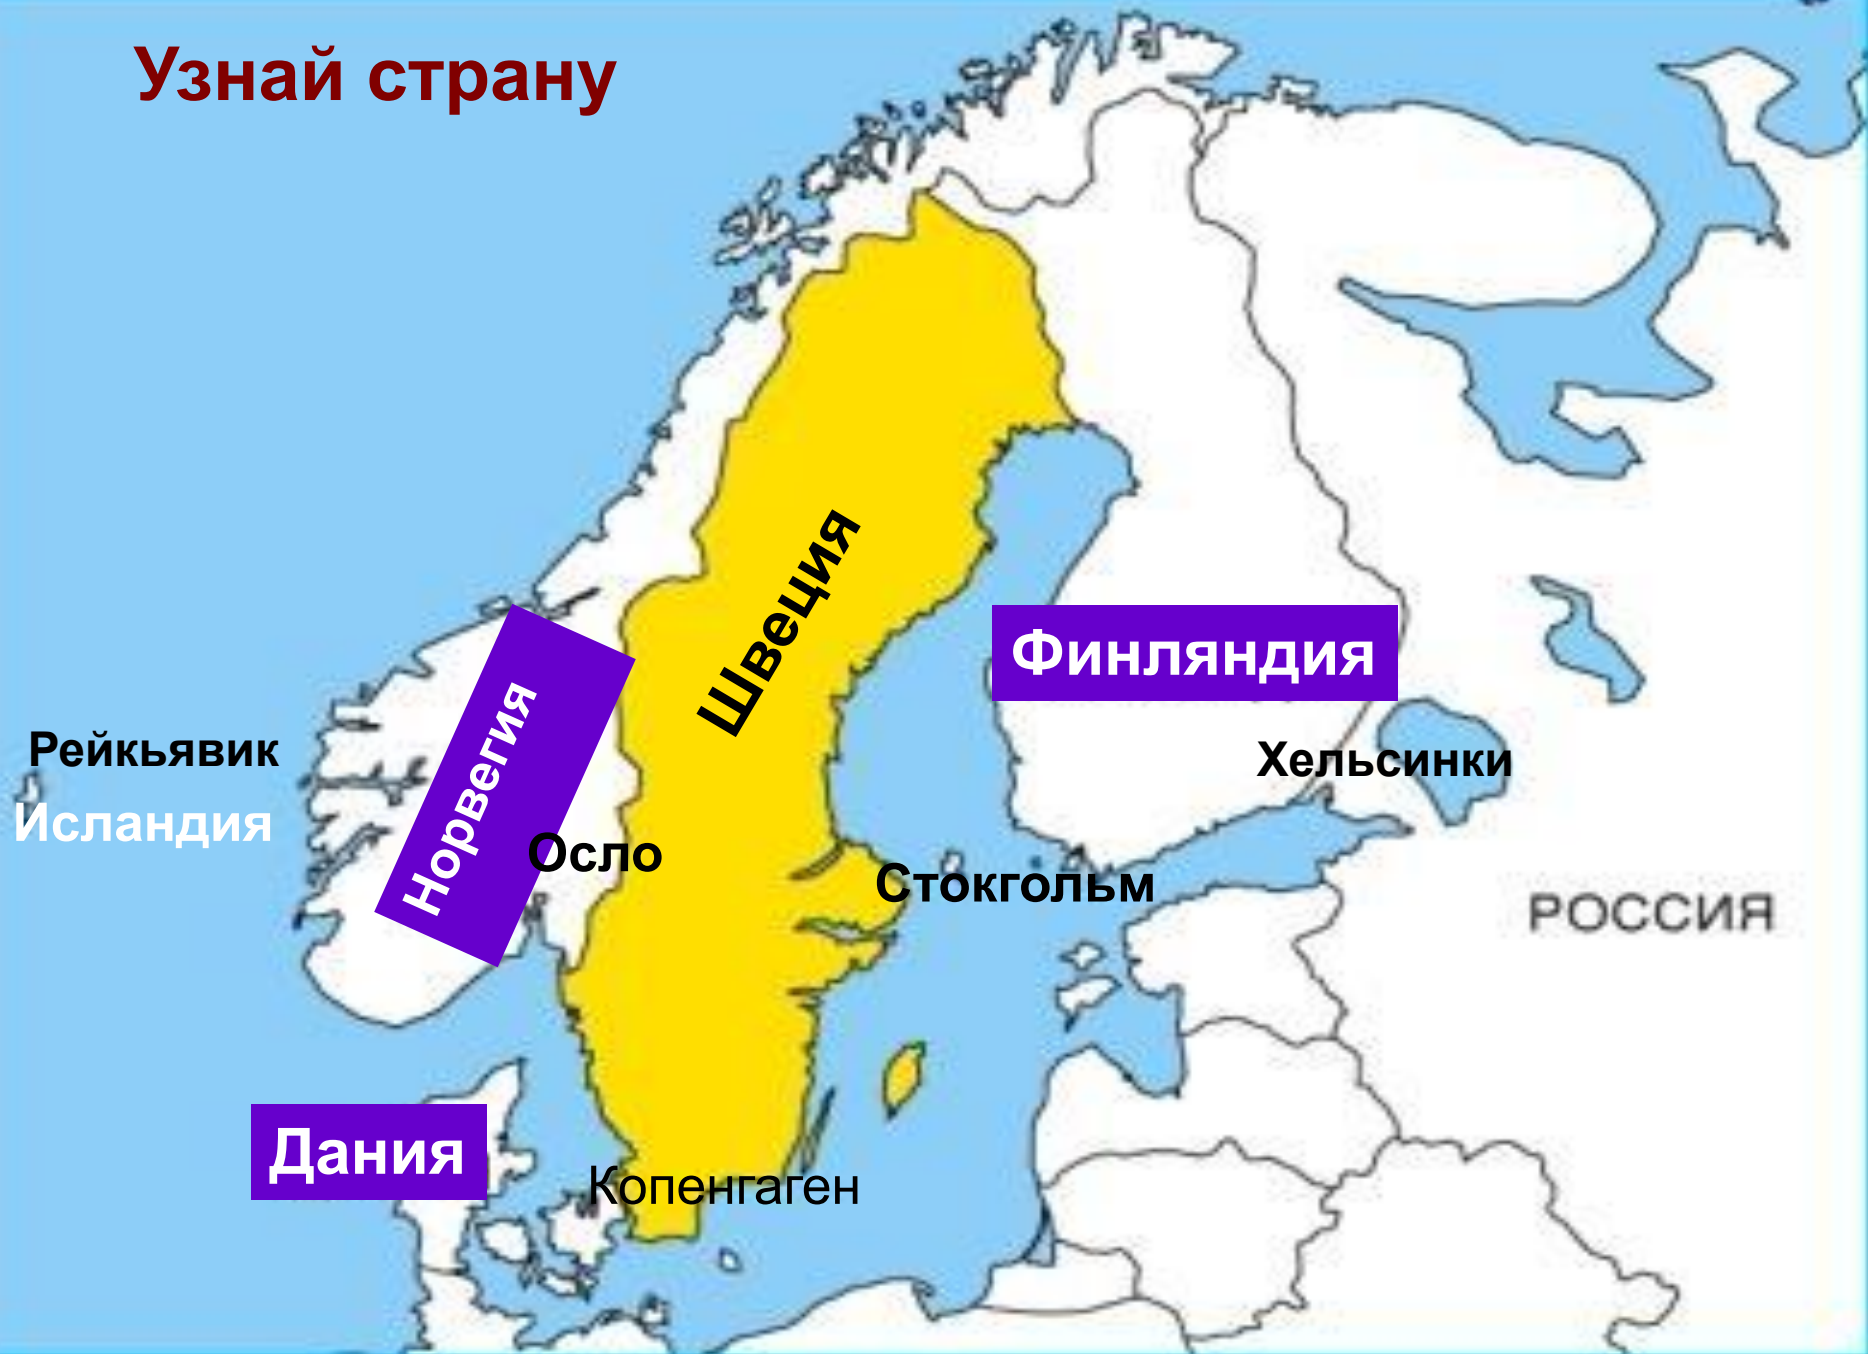 Узнай страну
Швеция
Финляндия
Норвегия
Рейкьявик
Хельсинки
Исландия
Осло
Стокгольм
РОССИЯ
Дания
Копенгаген